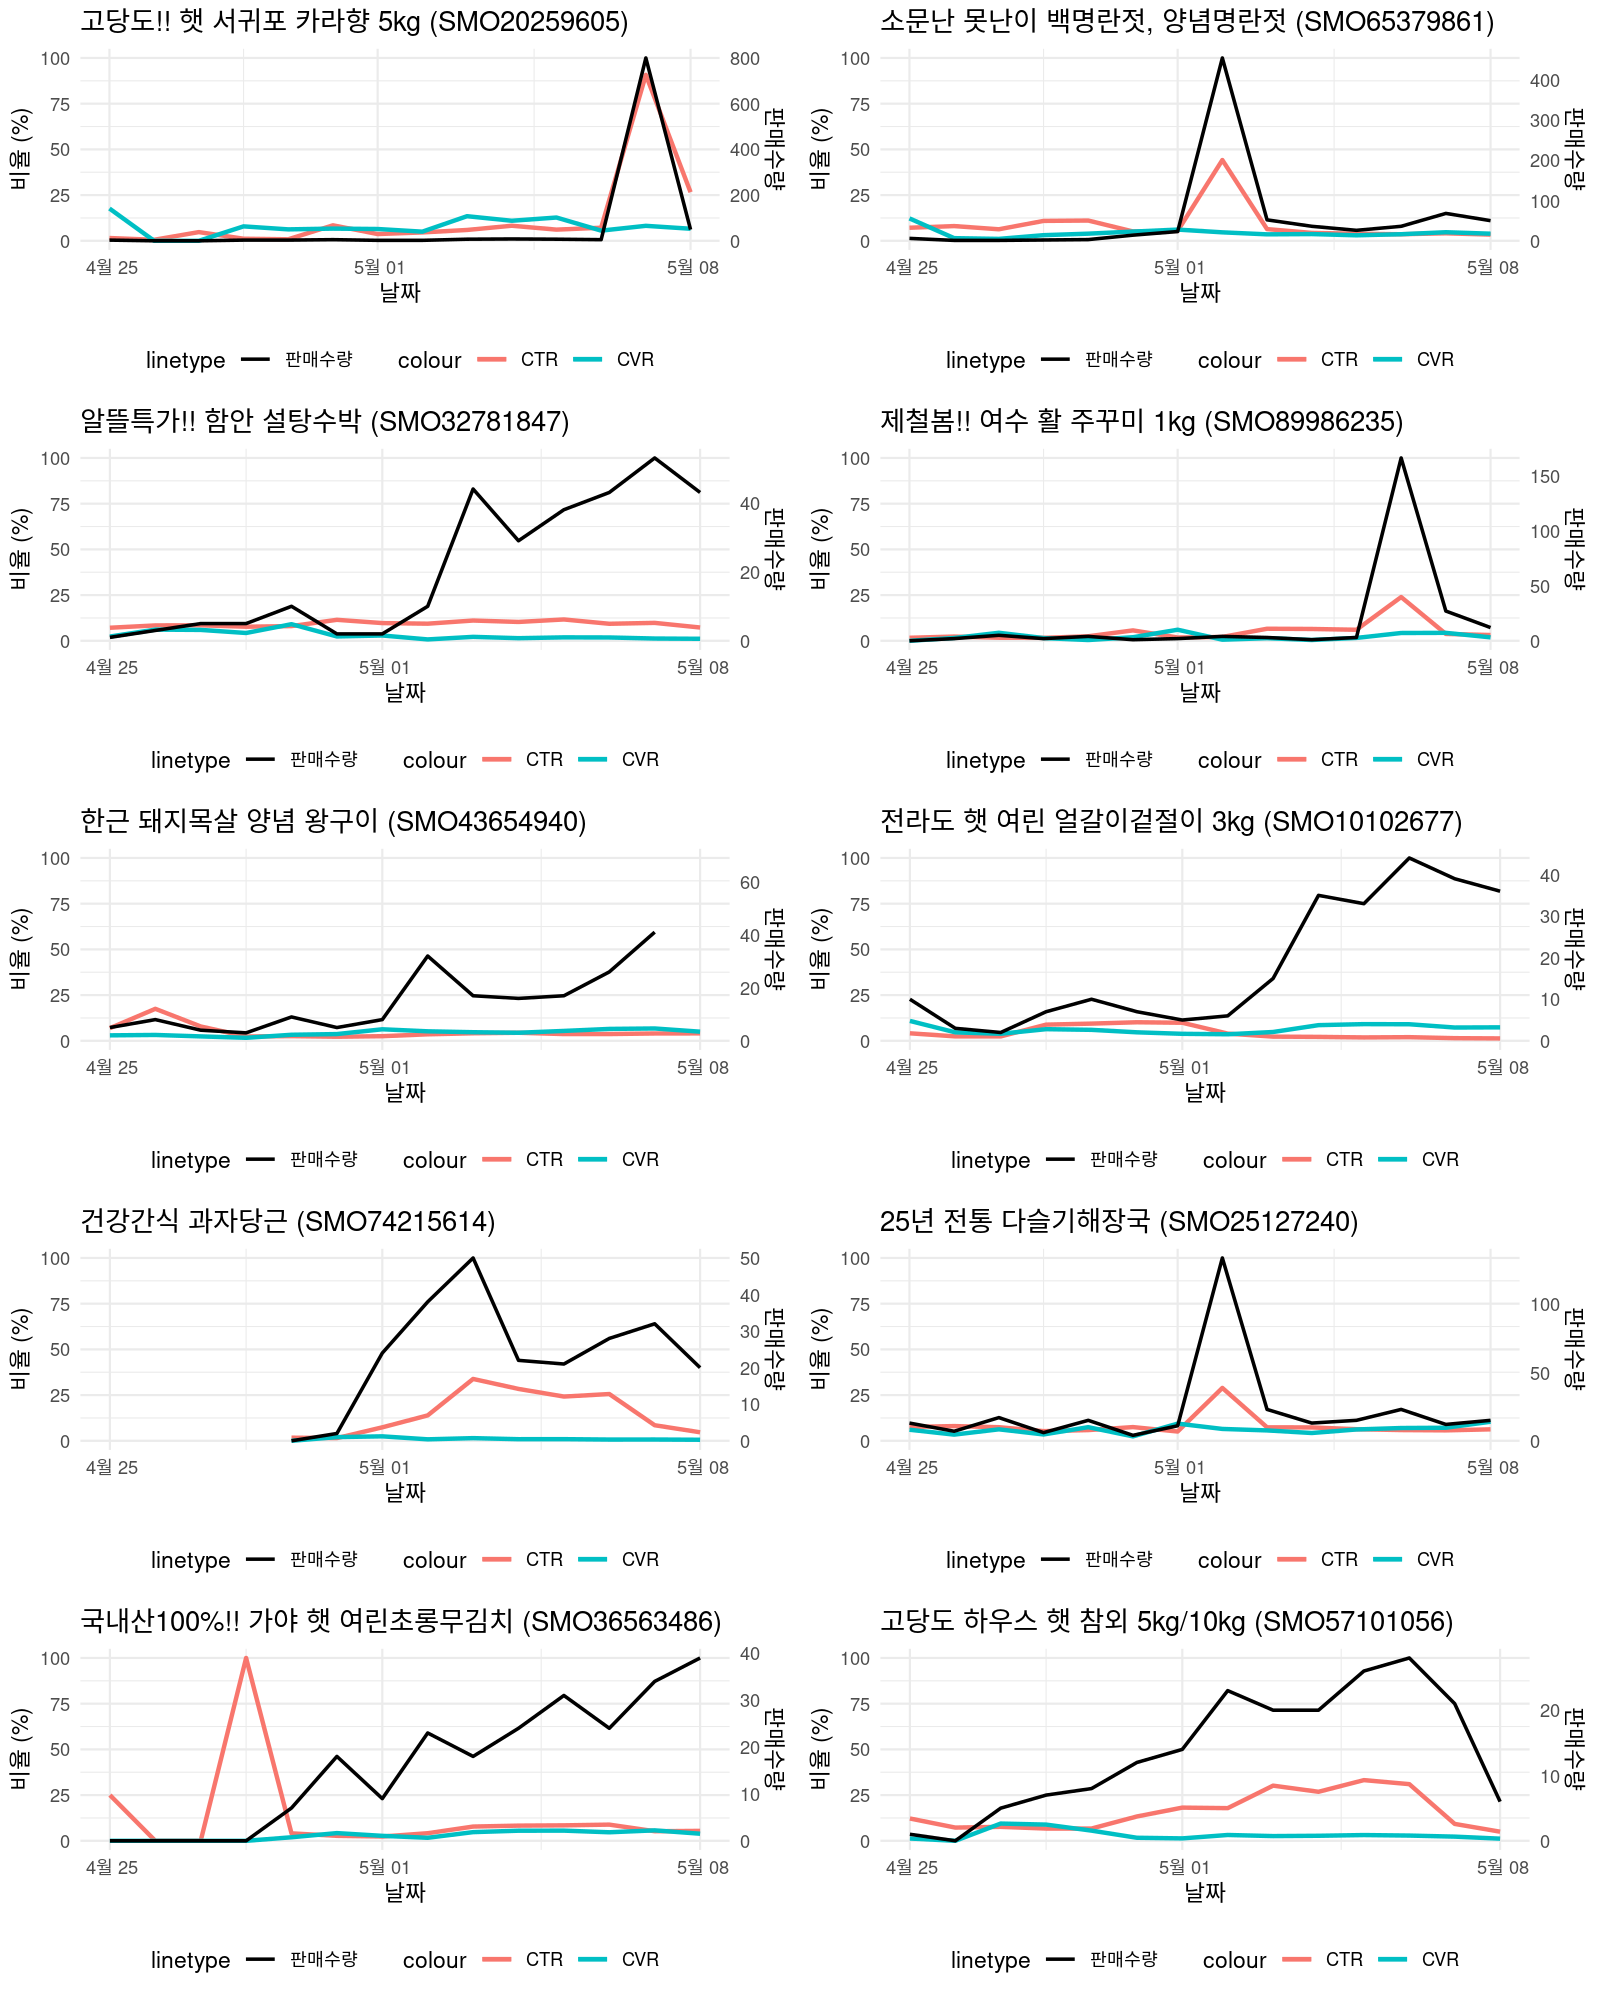 고당도!! 햇 서귀포 카라향 5kg (SMO20259605)
비율 (%)
100
75
50
25
0
800
600
400
200
0
판매수량
4월 25
5월 01
5월 08
날짜
linetype 판매수량 colour CTR CVR
소문난 못난이 백명란젓, 양념명란젓 (SMO65379861)
비율 (%)
100
75
50
25
0
400
300
200
100
0
판매수량
4월 25
5월 01
5월 08
날짜
linetype 판매수량 colour CTR CVR
알뜰특가!! 함안 설탕수박 (SMO32781847)
비율 (%)
100
75
50
25
0
40
20
0
판매수량
4월 25
5월 01
5월 08
날짜
linetype 판매수량 colour CTR CVR
제철봄!! 여수 활 주꾸미 1kg (SMO89986235)
비율 (%)
100
75
50
25
0
150
100
50
0
판매수량
4월 25
5월 01
5월 08
날짜
linetype 판매수량 colour CTR CVR
한근 돼지목살 양념 왕구이 (SMO43654940)
비율 (%)
100
75
50
25
0
60
40
20
0
판매수량
4월 25
5월 01
5월 08
날짜
linetype 판매수량 colour CTR CVR
전라도 햇 여린 얼갈이겉절이 3kg (SMO10102677)
비율 (%)
100
75
50
25
0
40
30
20
10
0
판매수량
4월 25
5월 01
5월 08
날짜
linetype 판매수량 colour CTR CVR
건강간식 과자당근 (SMO74215614)
비율 (%)
100
75
50
25
0
50
40
30
20
10
0
판매수량
4월 25
5월 01
5월 08
날짜
linetype 판매수량 colour CTR CVR
25년 전통 다슬기해장국 (SMO25127240)
비율 (%)
100
75
50
25
0
100
50
0
판매수량
4월 25
5월 01
5월 08
날짜
linetype 판매수량 colour CTR CVR
국내산100%!! 가야 햇 여린초롱무김치 (SMO36563486)
비율 (%)
100
75
50
25
0
40
30
20
10
0
판매수량
4월 25
5월 01
5월 08
날짜
linetype 판매수량 colour CTR CVR
고당도 하우스 햇 참외 5kg/10kg (SMO57101056)
비율 (%)
100
75
50
25
0
20
10
0
판매수량
4월 25
5월 01
5월 08
날짜
linetype 판매수량 colour CTR CVR